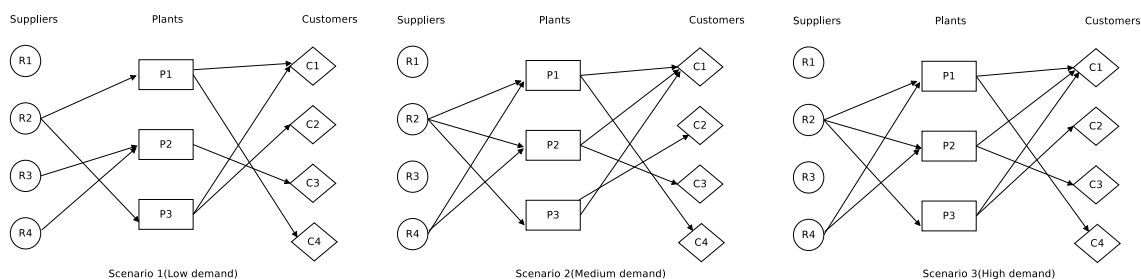 Suppliers Plants Customers
R1
R2
R3
R4
P1
P2
P3
C1
C2
C3
C4
Scenario 1(Low demand)
Suppliers Plants Customers
R1
R2
R3
R4
P1
P2
P3
C1
C2
C3
C4
Scenario 2(Medium demand)
Suppliers Plants Customers
R1
R2
R3
R4
P1
P2
P3
C1
C2
C3
C4
Scenario 3(High demand)